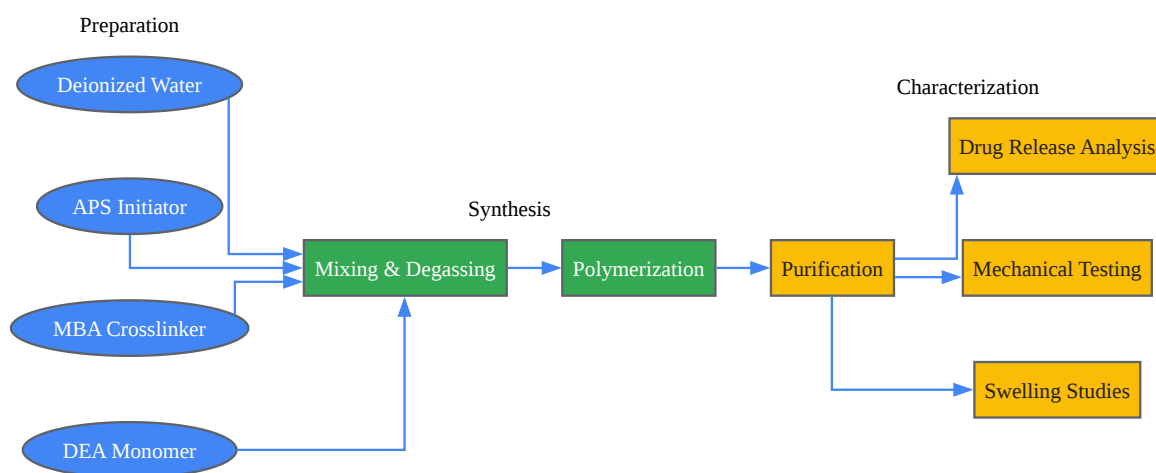 Preparation
Deionized Water
APS Initiator
MBA Crosslinker
DEA Monomer
Synthesis
Mixing & Degassing
Polymerization
Purification
Characterization
Drug Release Analysis
Mechanical Testing
Swelling Studies